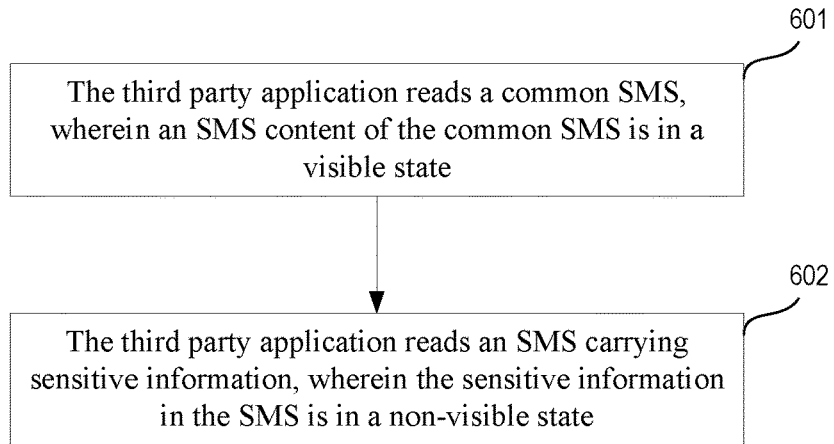 601
The third party application reads a common SMS,
wherein an SMS content of the common SMS is in a
visible state
602
The third party application reads an SMS carrying
sensitive information, wherein the sensitive information
in the SMS is in a non-visible state